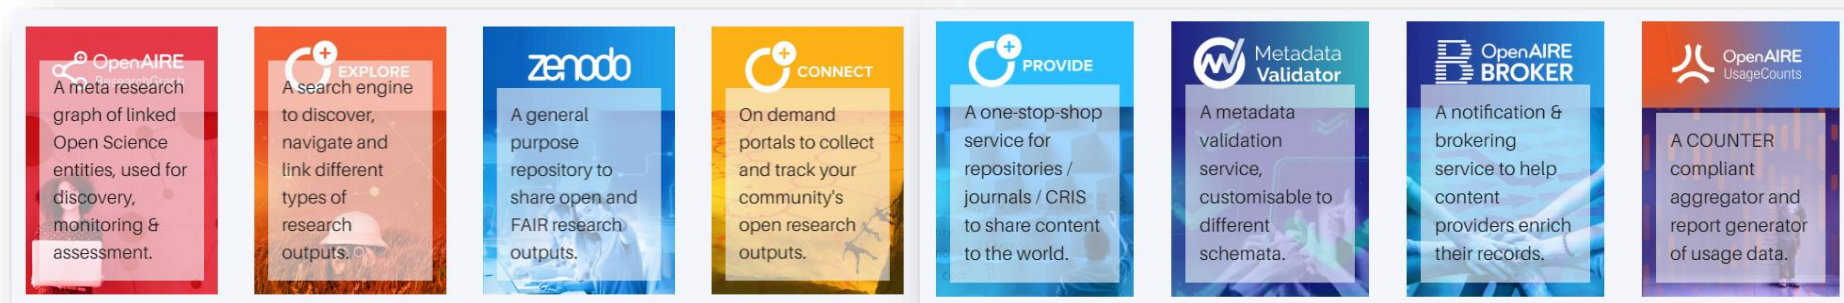 OpenAIRE
ResearchGraph
A meta research
graph of linked
Open Science
entities, used for
discovery,
monitoring &
assessment.
EXPLORE
A search engine
to discover,
navigate and
link different
types of
research
outputs.
zenodo
A general
purpose
repository to
share open and
FAIR research
outputs.
CONNECT
On demand
portals to collect
and track your
community's
open research
outputs.
PROVIDE
A one-stop-shop
service for
repositories /
journals / CRIS
to share content
to the world.
Metadata
Validator
A metadata
validation
service,
customisable to
different
schemata.
OpenAIRE
BROKER
A notification &
brokering
service to help
content
providers enrich
their records.
OpenAIRE
UsageCounts
A COUNTER
compliant
aggregator and
report generator
of usage data.